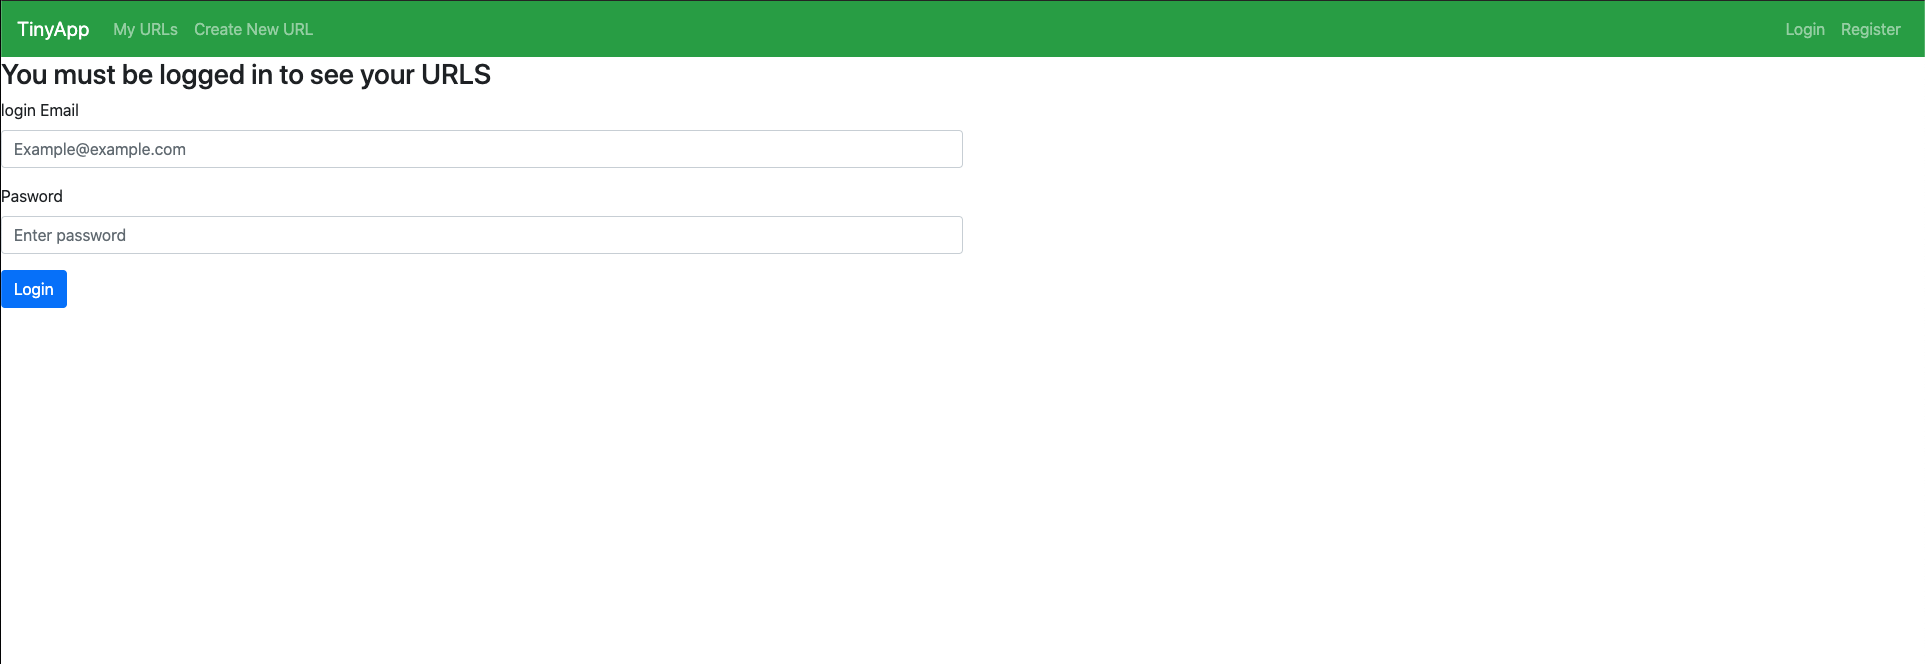 TinyApp My URLs Create New URL Login Register
You must be logged in to see your URLS
login Email
Example@example.com
Pasword
Enter password
Login